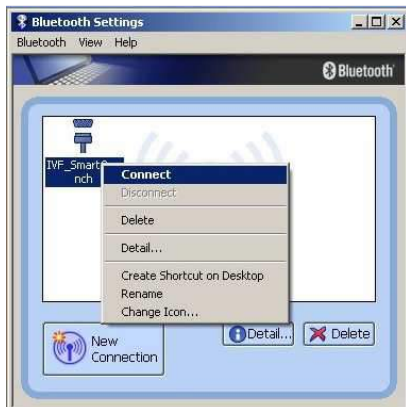 Bluetooth Settings
Bluetooth View Help
Bluetooth
IVF_Smart
nch
Connect
Disconnect
Delete
Detail...
Create Shortcut on Desktop
Rename
Change Icon...
New
Connection
Detail...
Delete